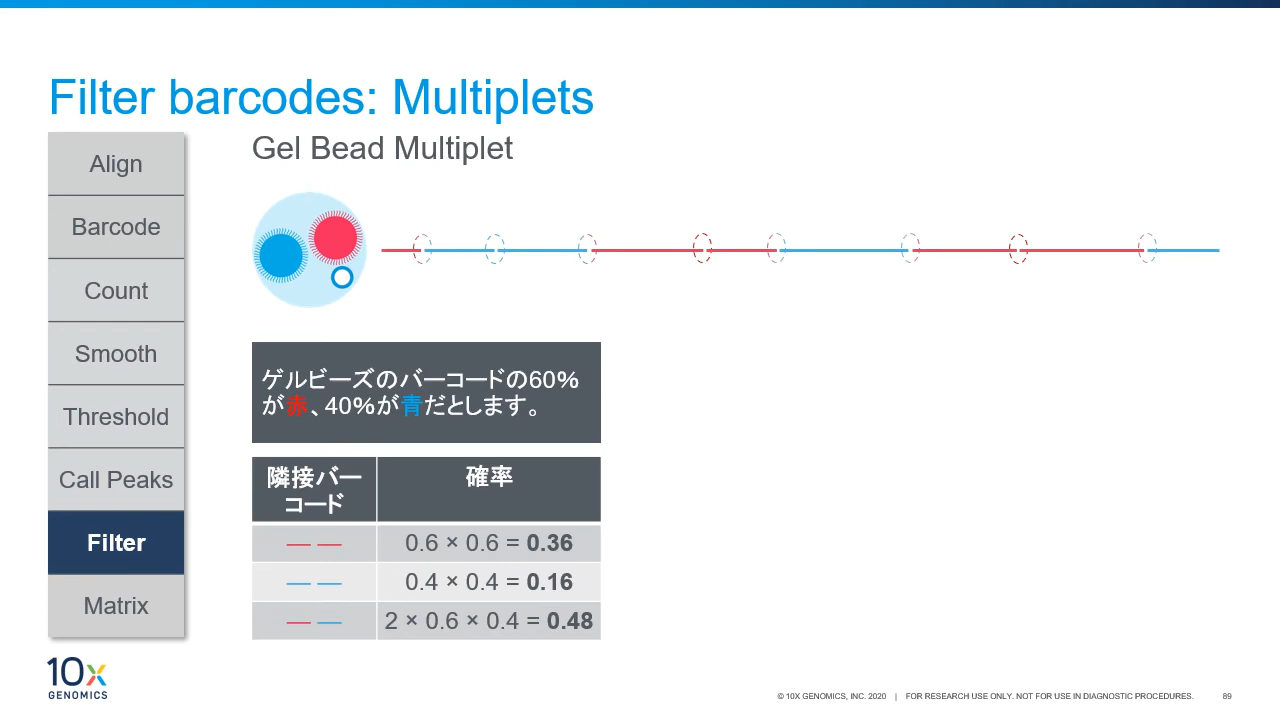 Filter barcodes: Multiplets
Align
Barcode
Count
Smooth
Threshold
Call Peaks
Filter
Matrix
Gel Bead Multiplet
ゲルビーズのバーコードの60%
が赤、40%が青だとします。
隣接バー
コード
確率
0.6 × 0.6 = 0.36
0.4 × 0.4 = 0.16
2 × 0.6 × 0.4 = 0.48
10x
GENOMICS
© 10X GENOMICS, INC. 2020 | FOR RESEARCH USE ONLY. NOT FOR USE IN DIAGNOSTIC PROCEDURES. 89